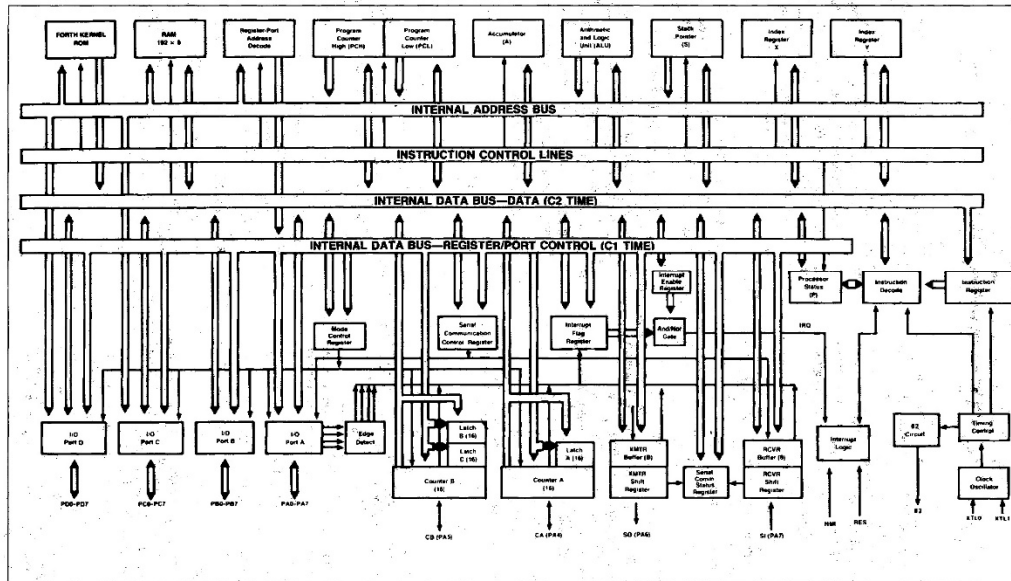 FORTH KERNEL
ROM
RAM
192 × 8
Register-Port
Address
Decode
Program
Counter
High (PCH)
Program
Counter
Low (PCL)
Accumulator
(A)
Arithmetic
and Logic
Unit (ALU)
Stack
Pointer
(S)
Index
Register
X
Index
Register
Y
INTERNAL ADDRESS BUS
INSTRUCTION CONTROL LINES
INTERNAL DATA BUS—DATA (C2 TIME)
INTERNAL DATA BUS—REGISTER/PORT CONTROL (C1 TIME)
Interrupt
Enable
Register
Processor
Status
(P)
Instruction
Decode
Instruction
Register
Mode
Control
Register
Serial
Communication
Control Register
Interrupt
Flag
Register
And/Nor
Gate
IRQ
I/O
Port D
I/O
Port C
I/O
Port B
I/O
Port A
Edge
Detect
Latch
B (16)
Latch
C (16)
Counter B
(16)
Latch
A (16)
Counter A
(16)
XMTR
Buffer (8)
XMTR
Shift
Register
Serial
Comm
Status
Register
RCVR
Buffer (8)
RCVR
Shift
Register
Interrupt
Logic
Ø2
Circuit
Timing
Control
Clock
Oscillator
PD0-PD7
PC0-PC7
PB0-PB7
PA0-PA7
CB (PA5)
CA (PA4)
SO (PA6)
SI (PA7)
NMI
RES
Ø2
XTL0
XTL1